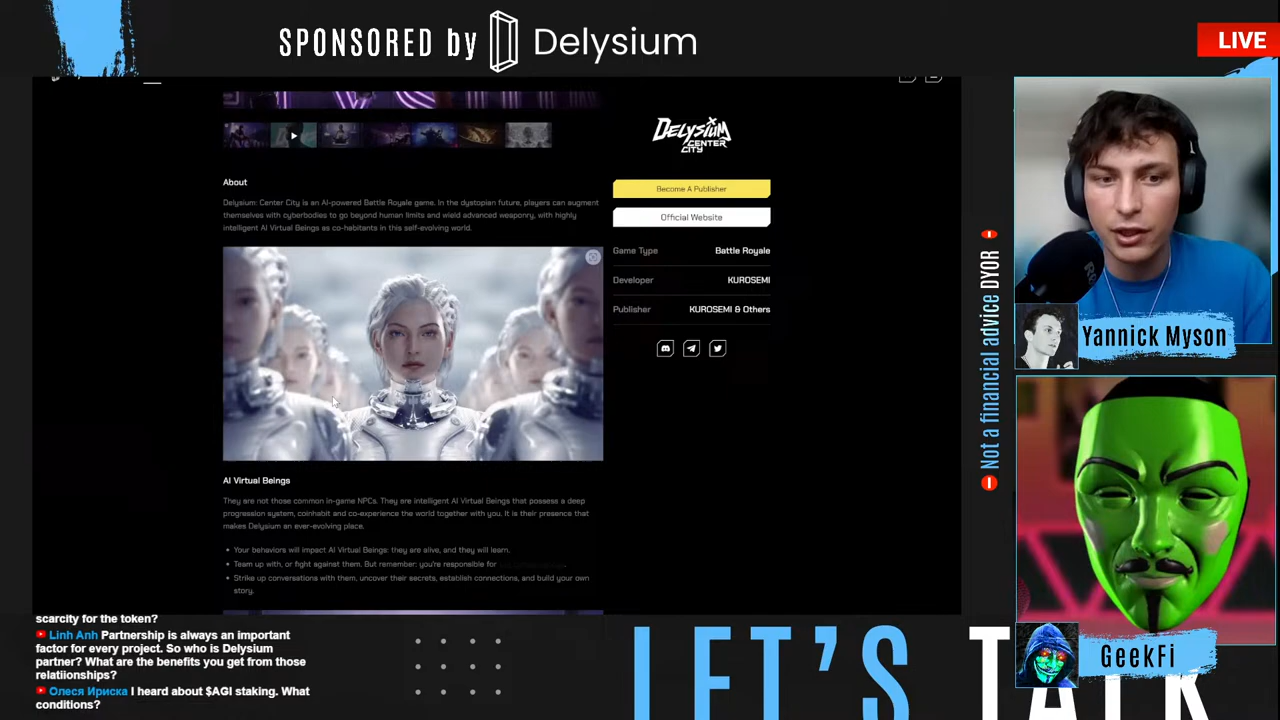 SPONSORED by Delysium
LIVE
DELYSIUM
CENTER
CITY
Become A Publisher
Official Website
Game Type Battle Royale
Developer KUROSEMI
Publisher KUROSEMI & Others
About
Delysium: Center City is an AI-powered Battle Royale game. In the dystopian future, players can augment
themselves with cyberbodies to go beyond human limits and wield advanced weaponry, with highly
intelligent AI Virtual Beings as co-habitants in this self-evolving world.
AI Virtual Beings
They are not those common in-game NPCs. They are intelligent AI Virtual Beings that possess a deep
progression system, coinhabit and co-experience the world together with you. It is their presence that
makes Delysium an ever-evolving place.
• Your behaviors will impact AI Virtual Beings: they are alive, and they will learn.
• Team up with, or fight against them. But remember: you're responsible for
• Strike up conversations with them, uncover their secrets, establish connections, and build your own
story.
Not a financial advice DYOR
Yannick Myson
GeekFi
scarcity for the token?
Linh Anh Partnership is always an important
factor for every project. So who is Delysium
partner? What are the benefits you get from those
relatiionships?
Олеся Ириска I heard about $AGI staking. What
conditions?
LET'S TALK